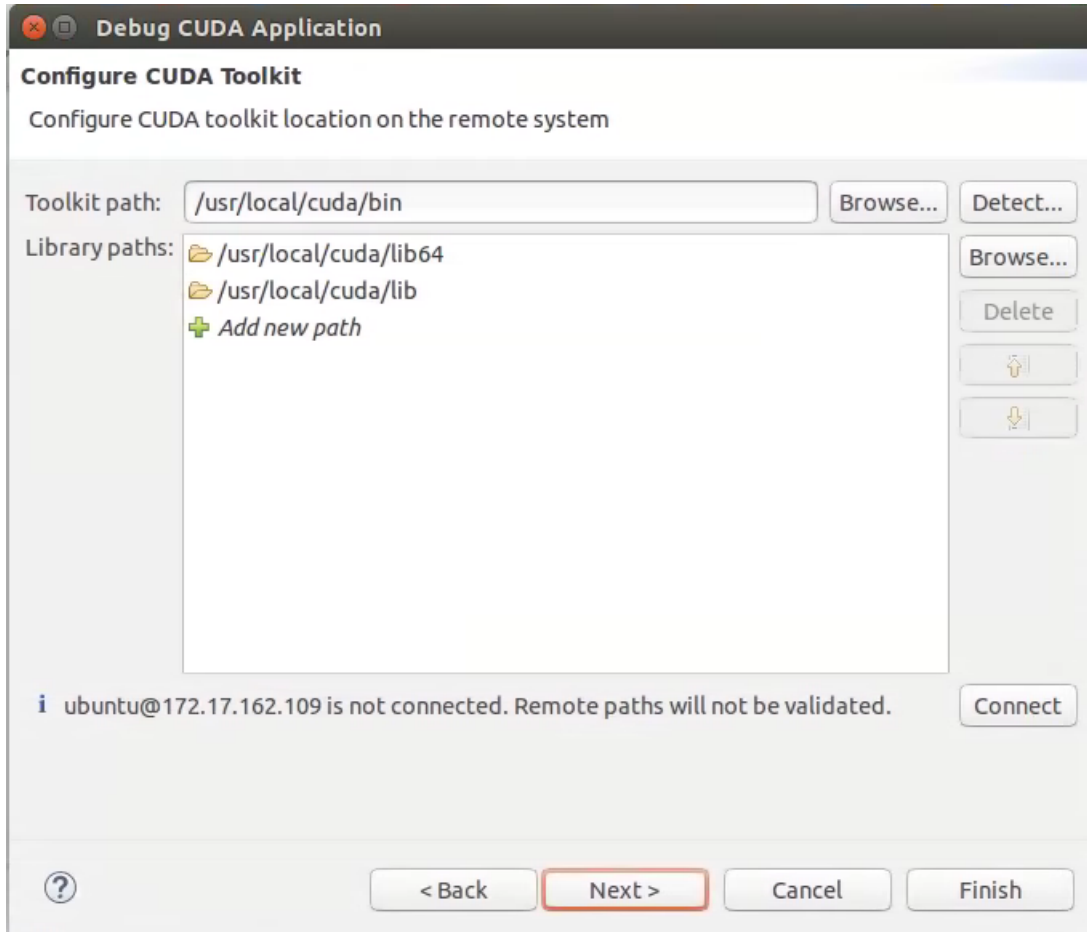 Debug CUDA Application
Configure CUDA Toolkit
Configure CUDA toolkit location on the remote system
Toolkit path: /usr/local/cuda/bin Browse... Detect...
Library paths: /usr/local/cuda/lib64 Browse...
/usr/local/cuda/lib Delete
Add new path
i ubuntu@172.17.162.109 is not connected. Remote paths will not be validated. Connect
? < Back Next > Cancel Finish